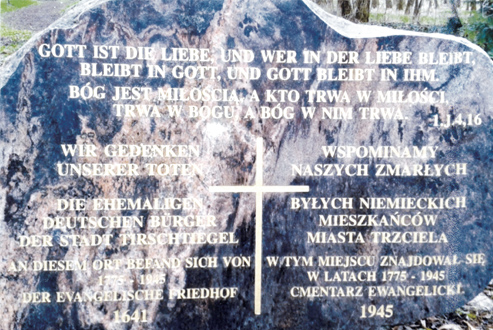 GOTT IST DIE LIEBE, UND WER IN DER LIEBE BLEIBT,
BLEIBT IN GOTT, UND GOTT BLEIBT IN IHM.
BÓG JEST MIŁOŚCIĄ, A KTO TRWA W MIŁOŚCI,
TRWA W BOGU, A BÓG W NIM TRWA.
1.J.4,16
WIR GEDENKEN
UNSERER TOTEN
DIE EHEMALIGEN
DEUTSCHEN BÜRGER
DER STADT TIRSCHTIEGEL
AN DIESEM ORT BEFAND SICH VON
1775 - 1945
DER EVANGELISCHE FRIEDHOF
1641
WSPOMINAMY
NASZYCH ZMARŁYCH
BYŁYCH NIEMIECKICH
MIESZKAŃCÓW
MIASTA TRZCIELA
W TYM MIEJSCU ZNAJDOWAŁ SIĘ
W LATACH 1775 - 1945
CMENTARZ EWANGELICKI.
1945